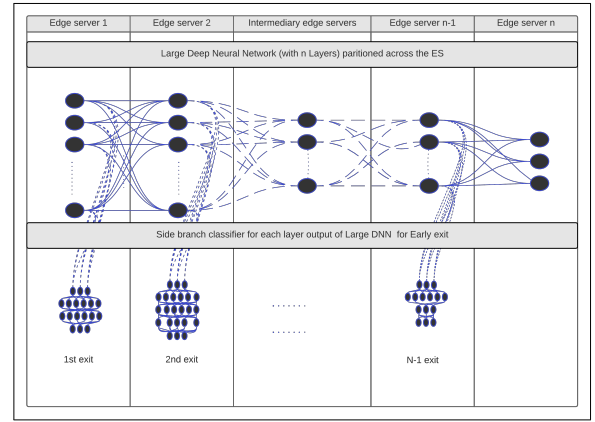 Edge server 1
Edge server 2
Intermediary edge servers
Edge server n-1
Edge server n
Large Deep Neural Network (with n Layers) paritioned across the ES
Side branch classifier for each layer output of Large DNN for Early exit
1st exit
2nd exit
N-1 exit